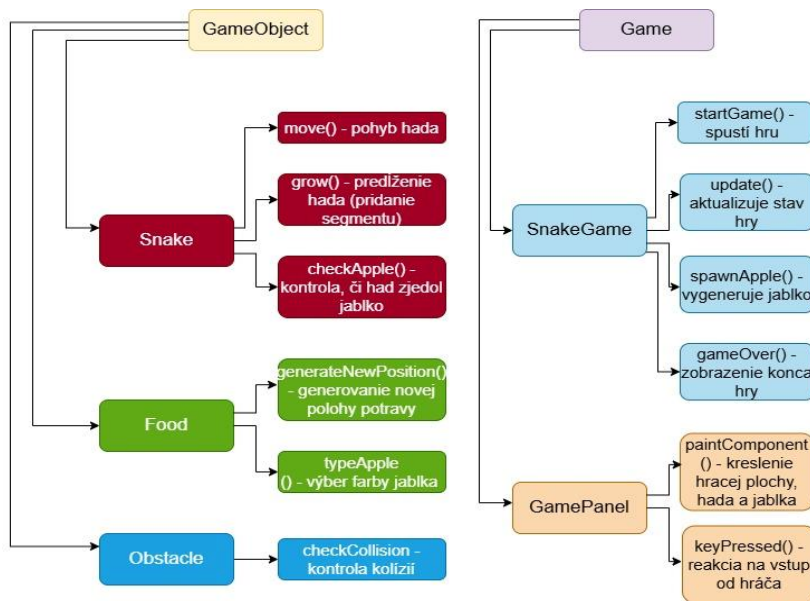 GameObject
Snake
move() - pohyb hada
grow() - predĺženie
hada (pridanie
segmentu)
checkApple() -
kontrola, či had zjedol
jablko
Food
generateNewPosition()
- generovanie novej
polohy potravy
typeApple
() - výber farby jablka
Obstacle
checkCollision -
kontrola kolízií
Game
SnakeGame
startGame() -
spustí hru
update() -
aktualizuje stav
hry
spawnApple() -
vygeneruje jablko
gameOver() -
zobrazenie konca
hry
GamePanel
paintComponent
() - kreslenie
hracej plochy,
hada a jablka
keyPressed() -
reakcia na vstup
od hráča